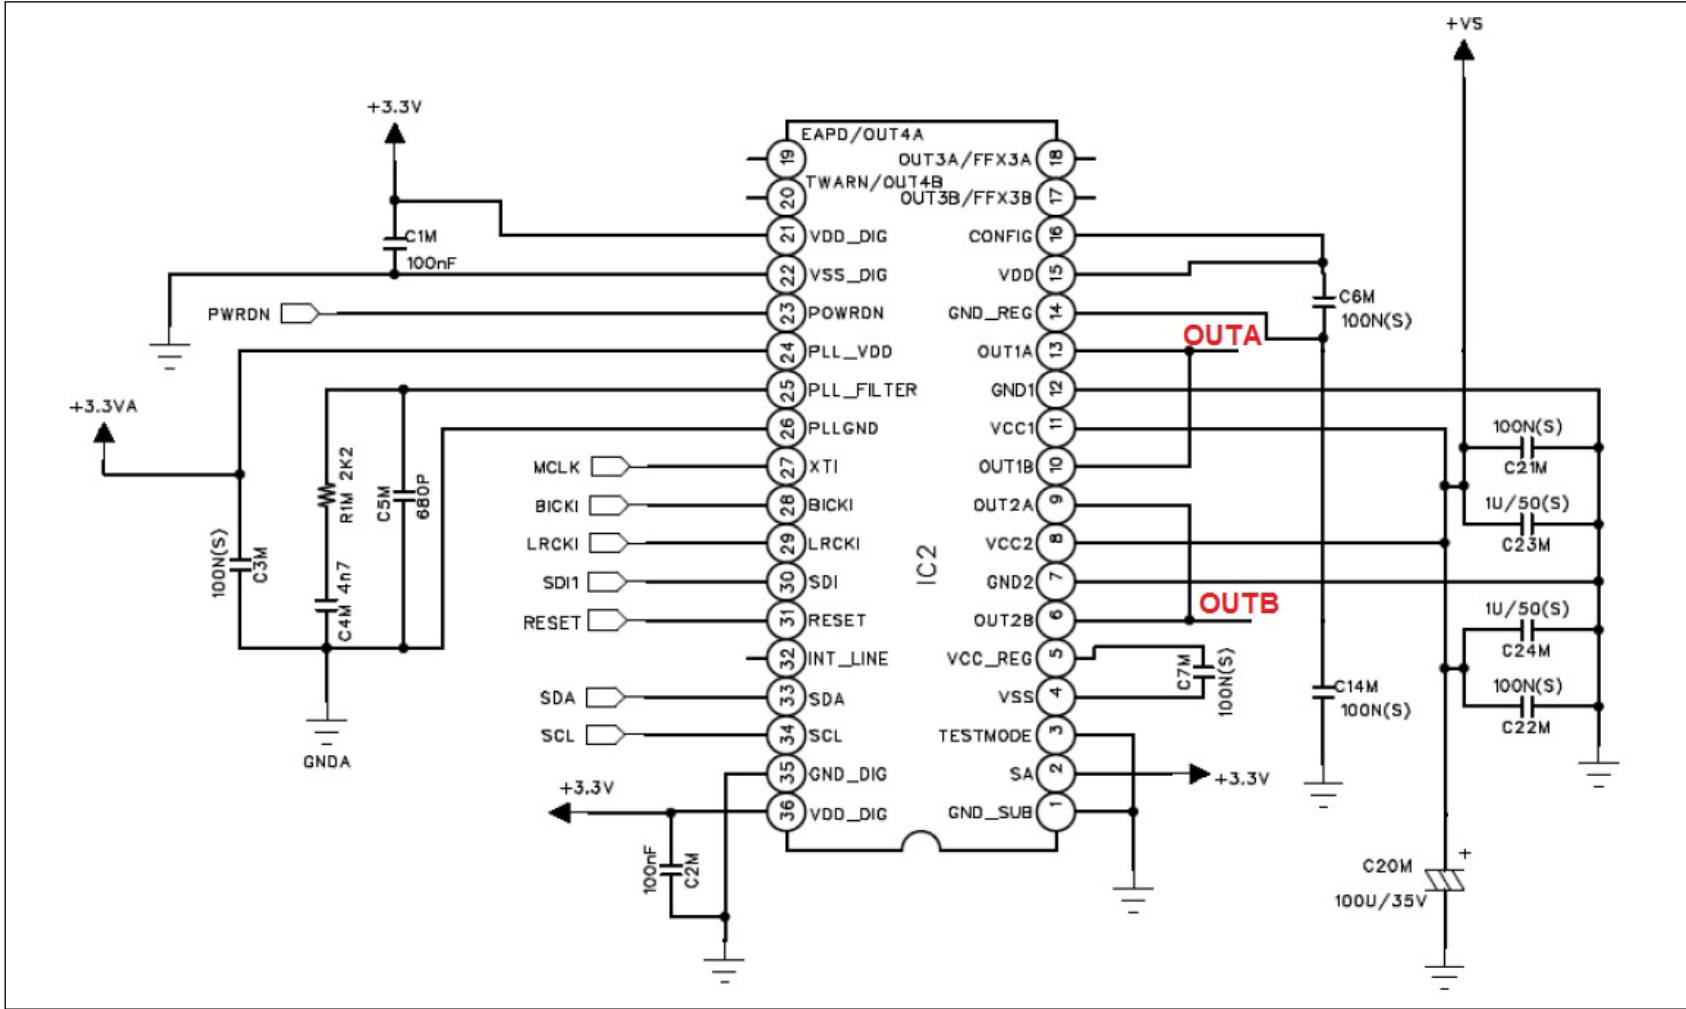 +VS
+3.3V
EAPD/OUT4A
19
OUT3A/FFX3A
18
TWARN/OUT4B
20
OUT3B/FFX3B
17
C1M
100nF
21
VDD_DIG
CONFIG
16
22
VSS_DIG
VDD
15
C6M
100N(S)
PWRDN
23
POWRDN
GND_REG
14
OUTA
24
PLL_VDD
OUT1A
13
25
PLL_FILTER
GND1
12
+3.3VA
26
PLLGND
VCC1
11
100N(S)
C21M
MCLK
27
XTI
OUT1B
10
R1M 2K2
C5M
680P
BICKI
28
BICKI
OUT2A
9
1U/50(S)
C23M
LRCKI
29
LRCKI
VCC2
8
IC2
100N(S)
C3M
SDI1
30
SDI
GND2
7
C4M 4n7
OUTB
RESET
31
RESET
OUT2B
6
1U/50(S)
C24M
32
INT_LINE
VCC_REG
5
C7M
100N(S)
SDA
33
SDA
VSS
4
C14M
100N(S)
100N(S)
C22M
SCL
34
SCL
TESTMODE
3
GNDA
35
GND_DIG
SA
2
+3.3V
+3.3V
36
VDD_DIG
GND_SUB
1
100nF
C2M
C20M
+
100U/35V